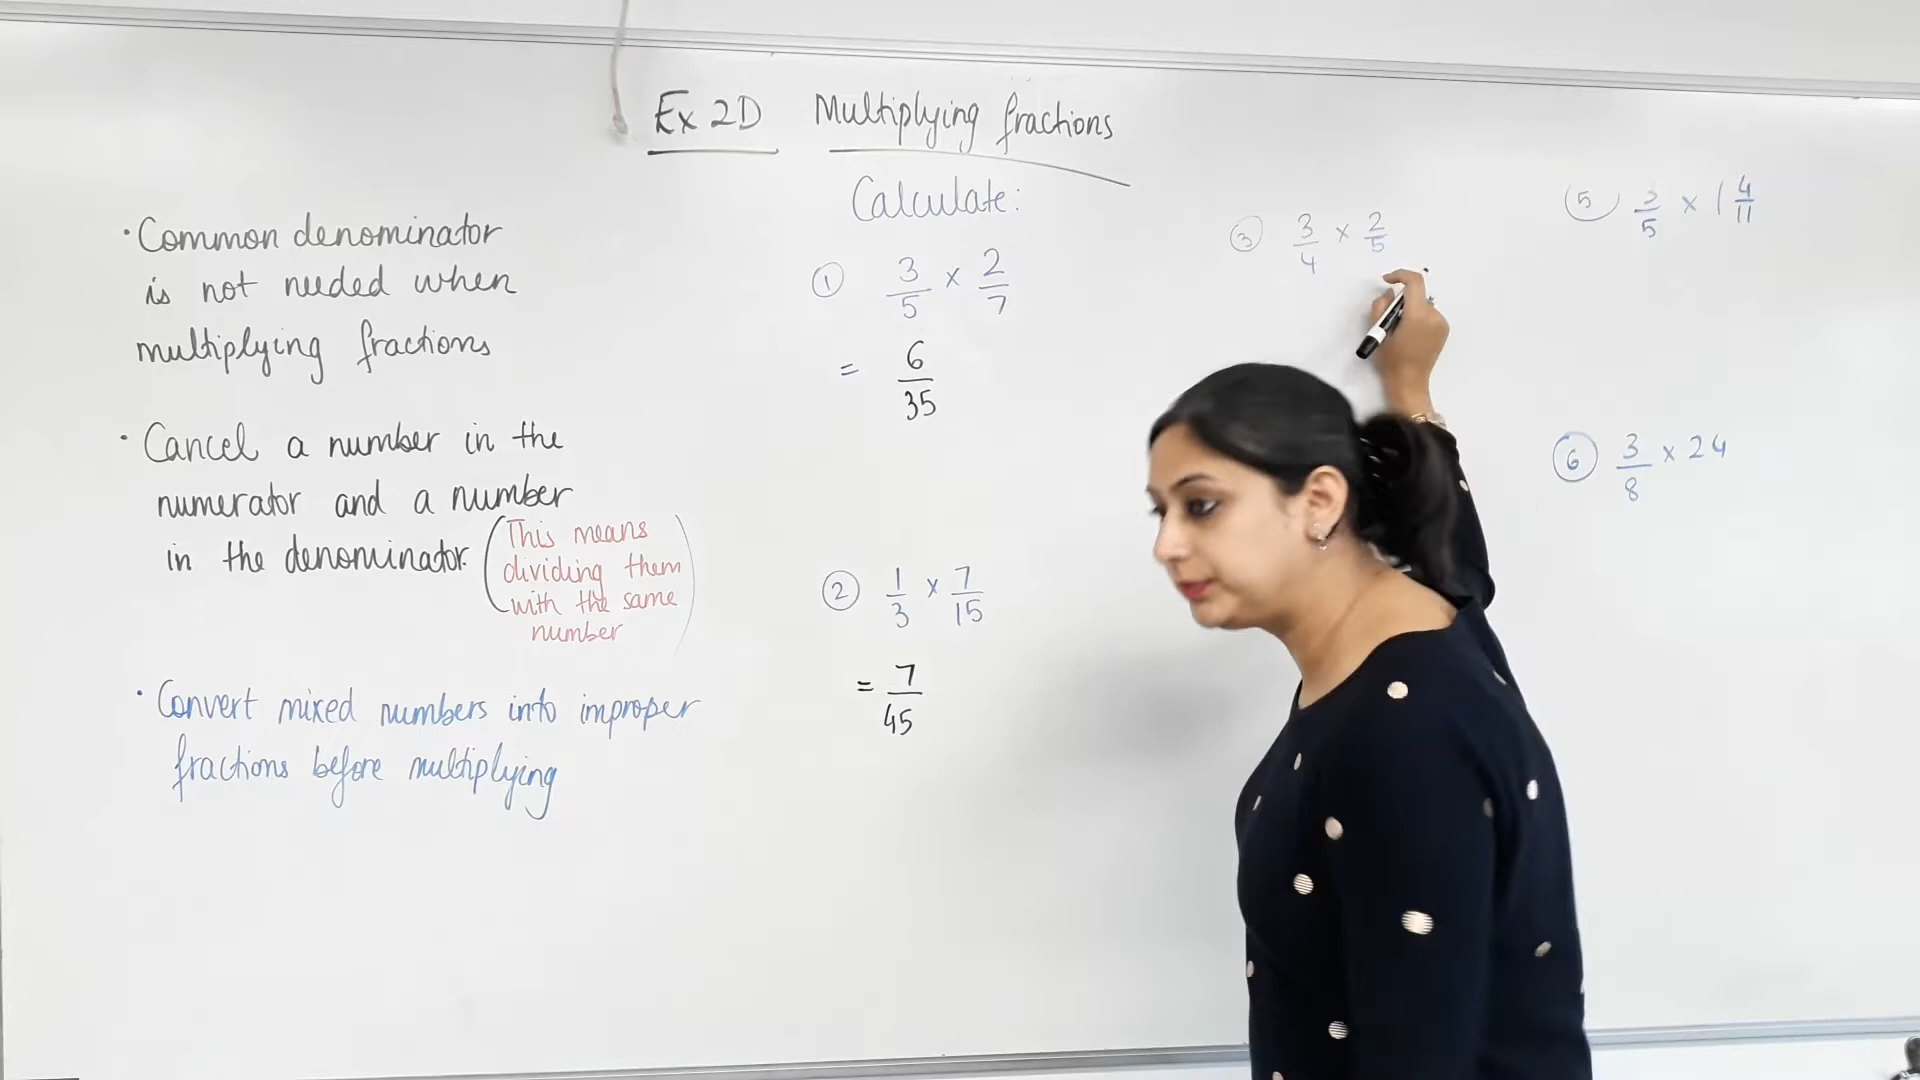 Ex 2D Multiplying fractions
• Common denominator
is not needed when
multiplying fractions
• Cancel a number in the
numerator and a number
in the denominator.
(This means
dividing them
with the same
number)
• Convert mixed numbers into improper
fractions before multiplying
Calculate:
① 3/5 × 2/7
= 6/35
② 1/3 × 7/15
= 7/45
③ 3/4 × 2/5
⑤ 3/5 × 1 4/11
⑥ 3/8 × 24